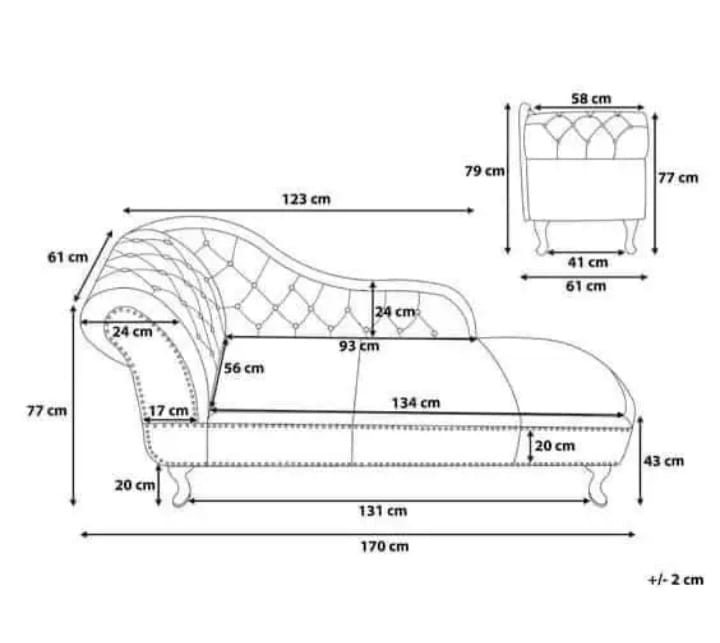 58 cm
79 cm
77 cm
123 cm
41 cm
61 cm
61 cm
24 cm
24 cm
93 cm
56 cm
134 cm
77 cm
17 cm
20 cm
43 cm
20 cm
131 cm
170 cm
+/- 2 cm